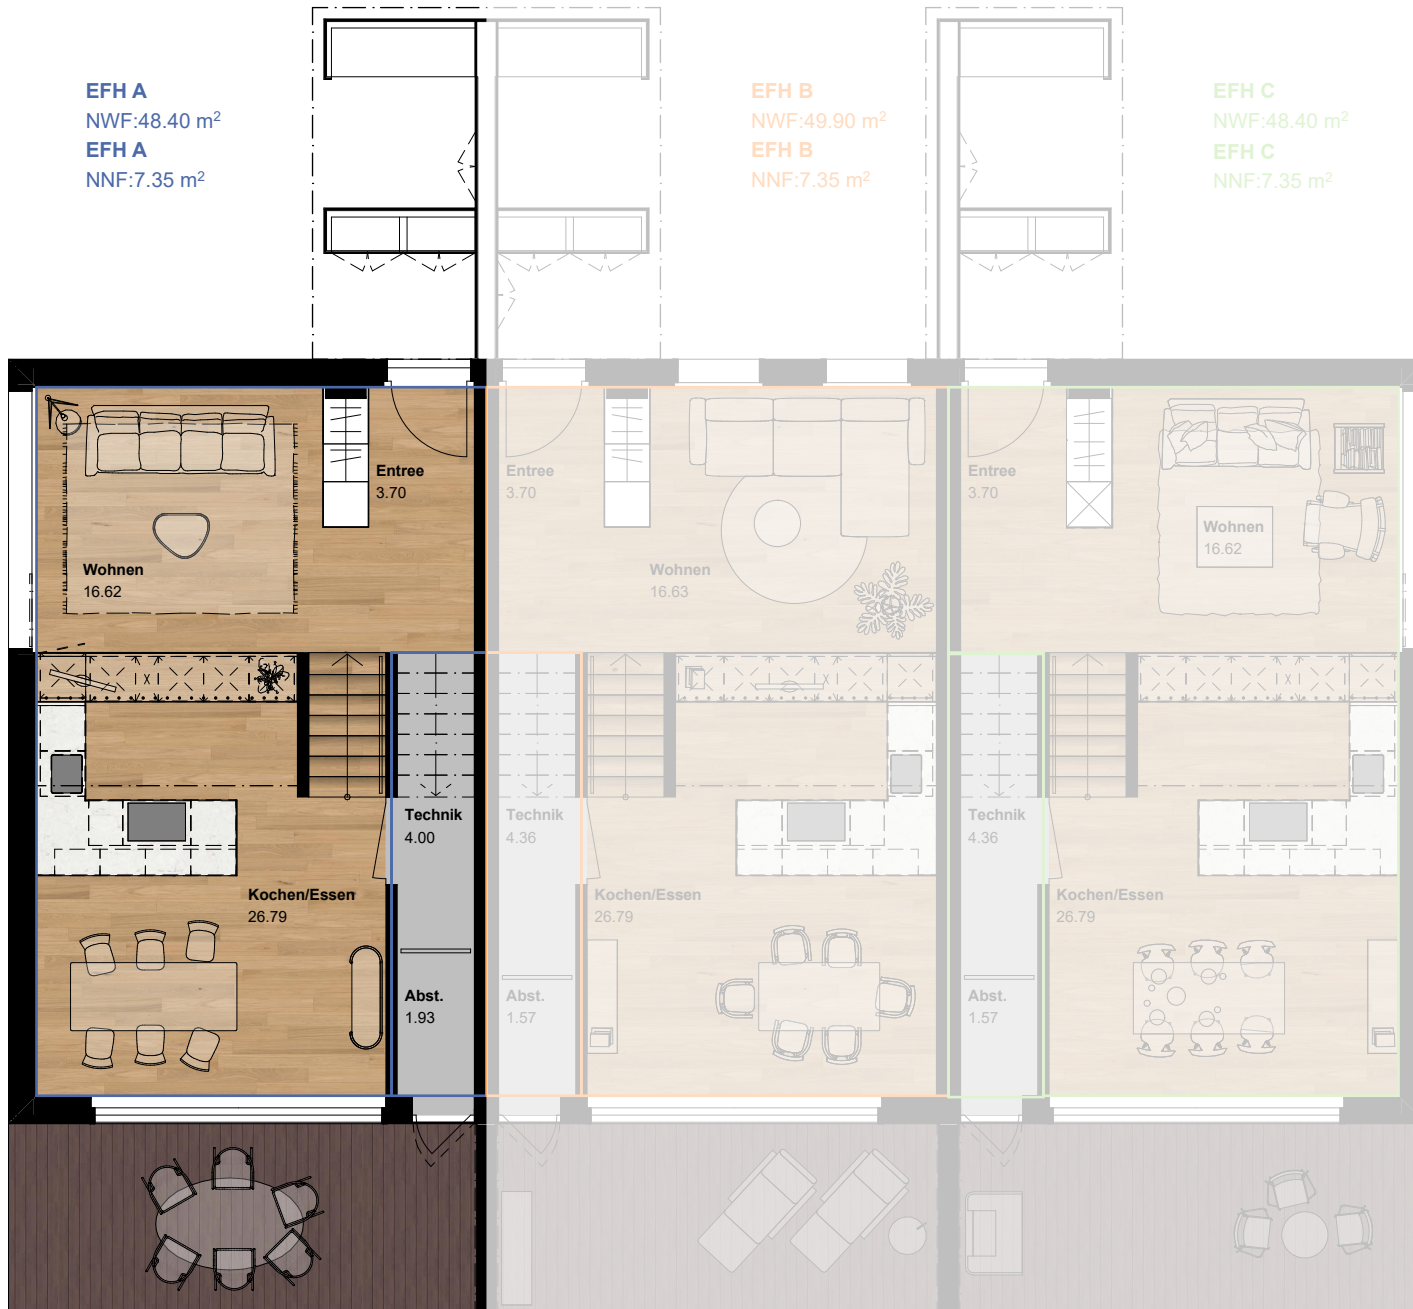 EFH A
NWF:48.40 m²
EFH A
NNF:7.35 m²
EFH B
NWF:49.90 m²
EFH B
NNF:7.35 m²
EFH C
NWF:48.40 m²
EFH C
NNF:7.35 m²
Entree
3.70
Wohnen
16.62
Entree
3.70
Wohnen
16.63
Entree
3.70
Wohnen
16.62
Technik
4.00
Kochen/Essen
26.79
Abst.
1.93
Technik
4.36
Kochen/Essen
26.79
Abst.
1.57
Technik
4.36
Kochen/Essen
26.79
Abst.
1.57